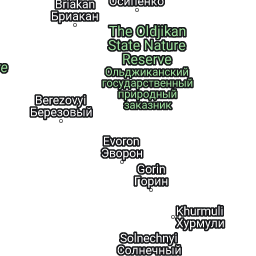 Briakan
Бриакан
Осипенко
The Oldjikan
State Nature
Reserve
Ольджиканский
государственный
природный
заказник
Berezovyi
Березовый
Evoron
Эворон
Gorin
Горин
Khurmuli
Хурмули
Solnechnyi
Солнечный